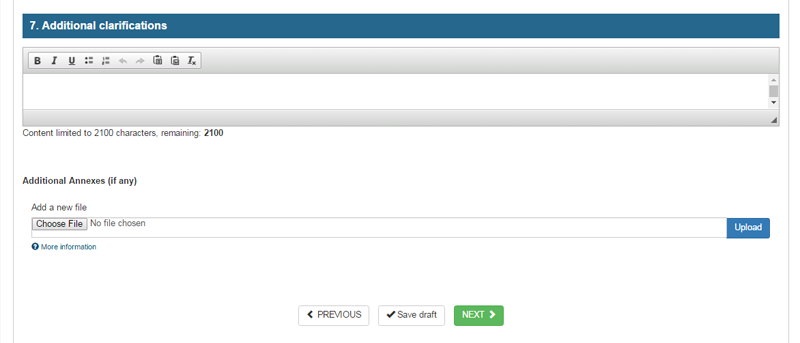 7. Additional clarifications
B I U
Content limited to 2100 characters, remaining: 2100
Additional Annexes (if any)
Add a new file
Choose File No file chosen
Upload
More information
PREVIOUS Save draft NEXT